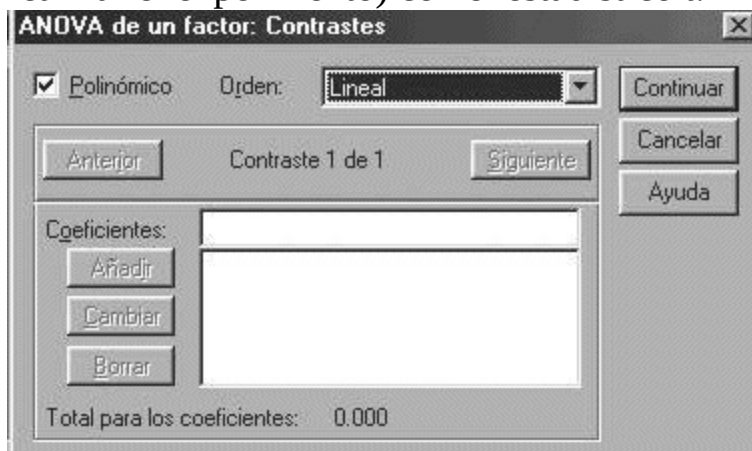 ANOVA de un factor: Contrastes
Polinómico Orden: Lineal Continuar
Anterior Contraste 1 de 1 Siguiente Cancelar
Ayuda
Coeficientes:
Añadir
Cambiar
Borrar
Total para los coeficientes: 0.000